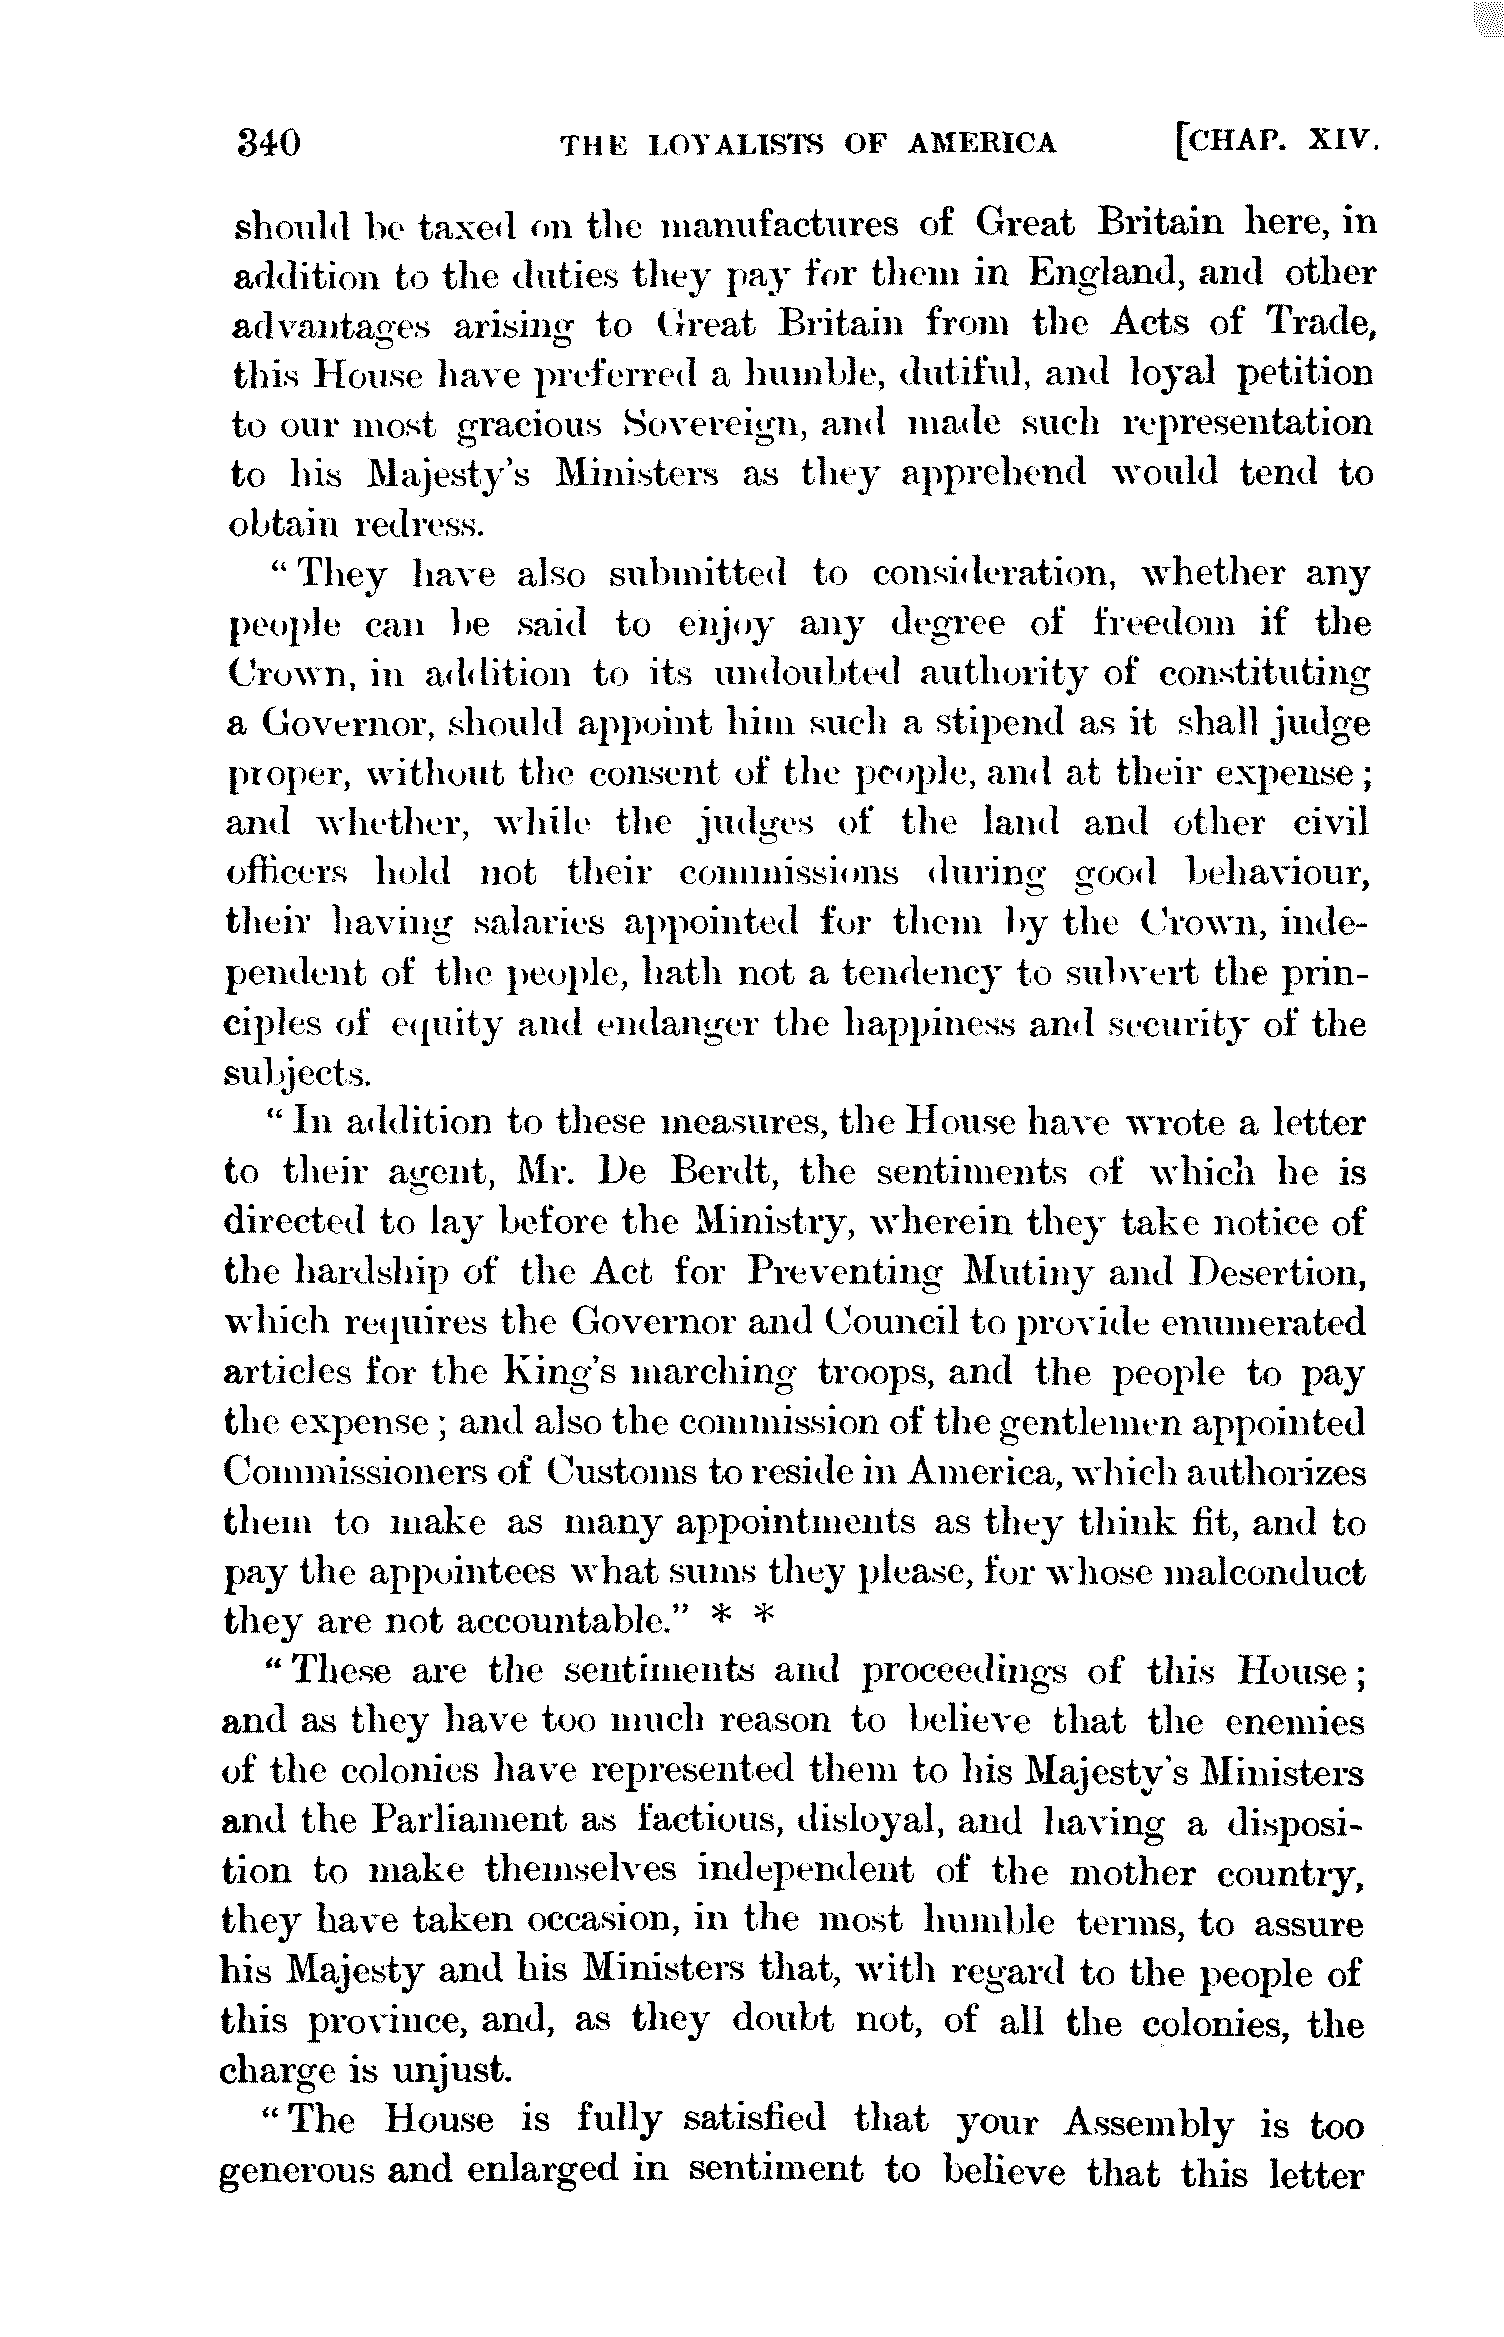 340 THE LOYALISTS OF AMERICA [CHAP. XIV.
should be taxed on the manufactures of Great Britain here, in
addition to the duties they pay for them in England, and other
advantages arising to Great Britain from the Acts of Trade,
this House have preferred a humble, dutiful, and loyal petition
to our most gracious Sovereign, and made such representation
to his Majesty's Ministers as they apprehend would tend to
obtain redress.
"They have also submitted to consideration, whether any
people can be said to enjoy any degree of freedom if the
Crown, in addition to its undoubted authority of constituting
a Governor, should appoint him such a stipend as it shall judge
proper, without the consent of the people, and at their expense;
and whether, while the judges of the land and other civil
officers hold not their commissions during good behaviour,
their having salaries appointed for them by the Crown, inde-
pendent of the people, hath not a tendency to subvert the prin-
ciples of equity and endanger the happiness and security of the
subjects.
"In addition to these measures, the House have wrote a letter
to their agent, Mr. De Berdt, the sentiments of which he is
directed to lay before the Ministry, wherein they take notice of
the hardship of the Act for Preventing Mutiny and Desertion,
which requires the Governor and Council to provide enumerated
articles for the King's marching troops, and the people to pay
the expense; and also the commission of the gentlemen appointed
Commissioners of Customs to reside in America, which authorizes
them to make as many appointments as they think fit, and to
pay the appointees what sums they please, for whose malconduct
they are not accountable." * *
"These are the sentiments and proceedings of this House;
and as they have too much reason to believe that the enemies
of the colonies have represented them to his Majesty's Ministers
and the Parliament as factious, disloyal, and having a disposi-
tion to make themselves independent of the mother country,
they have taken occasion, in the most humble terms, to assure
his Majesty and his Ministers that, with regard to the people of
this province, and, as they doubt not, of all the colonies, the
charge is unjust.
"The House is fully satisfied that your Assembly is too
generous and enlarged in sentiment to believe that this letter